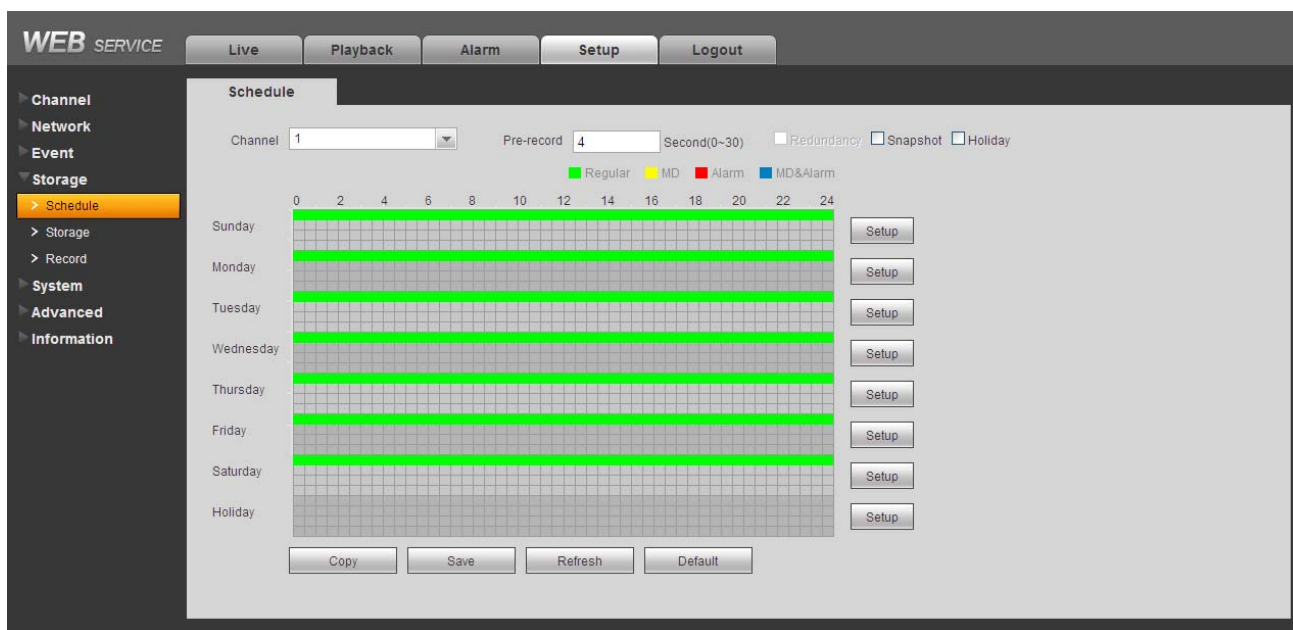 WEB SERVICE
Live Playback Alarm Setup Logout
Channel
Network
Event
Storage
> Schedule
> Storage
> Record
System
Advanced
Information
Schedule
Channel 1 Pre-record 4 Second(0~30) Redundancy Snapshot Holiday
Regular MD Alarm MD&Alarm
0 2 4 6 8 10 12 14 16 18 20 22 24
Sunday Setup
Monday Setup
Tuesday Setup
Wednesday Setup
Thursday Setup
Friday Setup
Saturday Setup
Holiday Setup
Copy Save Refresh Default